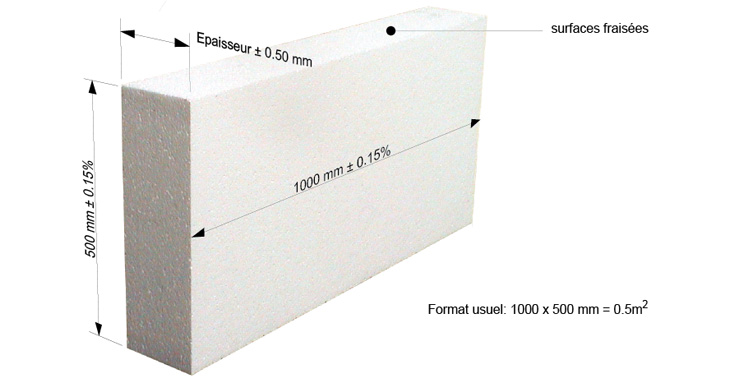 surfaces fraisées
Epaisseur ± 0.50 mm
1000 mm ± 0.15%
500 mm ± 0.15%
Format usuel: 1000 x 500 mm = 0.5m²